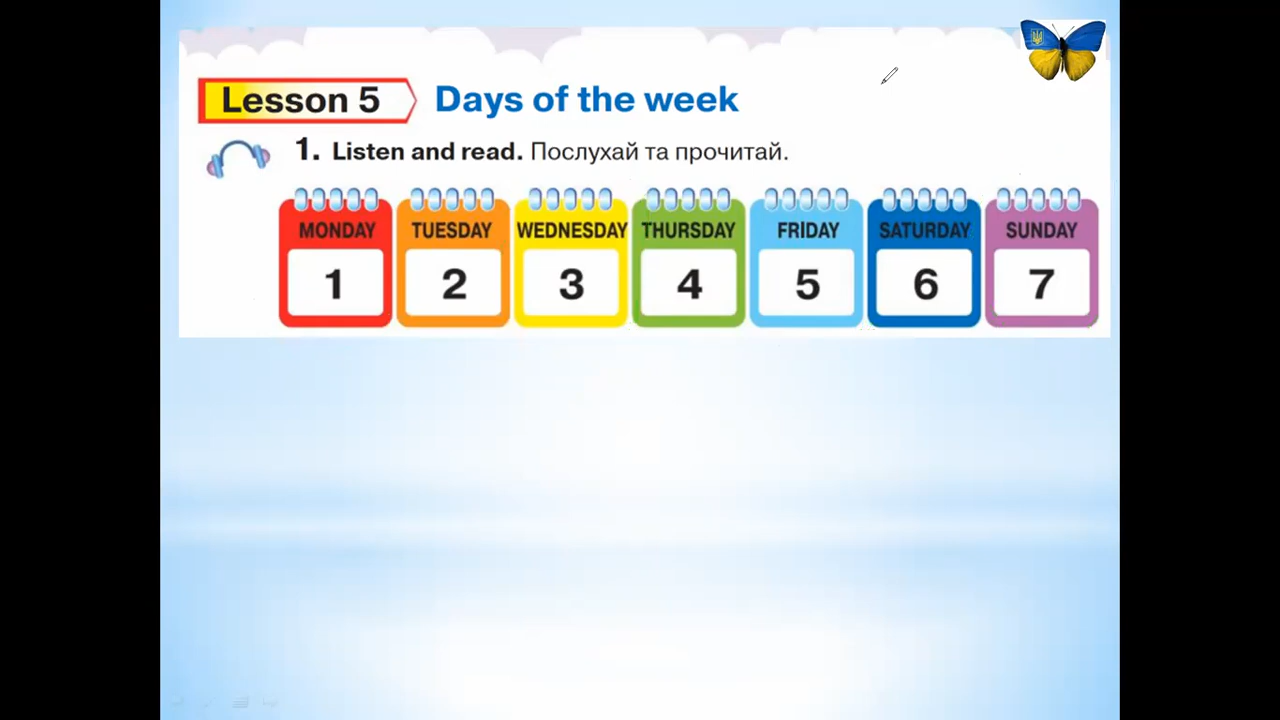 Lesson 5 Days of the week
1. Listen and read. Послухай та прочитай.
MONDAY TUESDAY WEDNESDAY THURSDAY FRIDAY SATURDAY SUNDAY
1 2 3 4 5 6 7